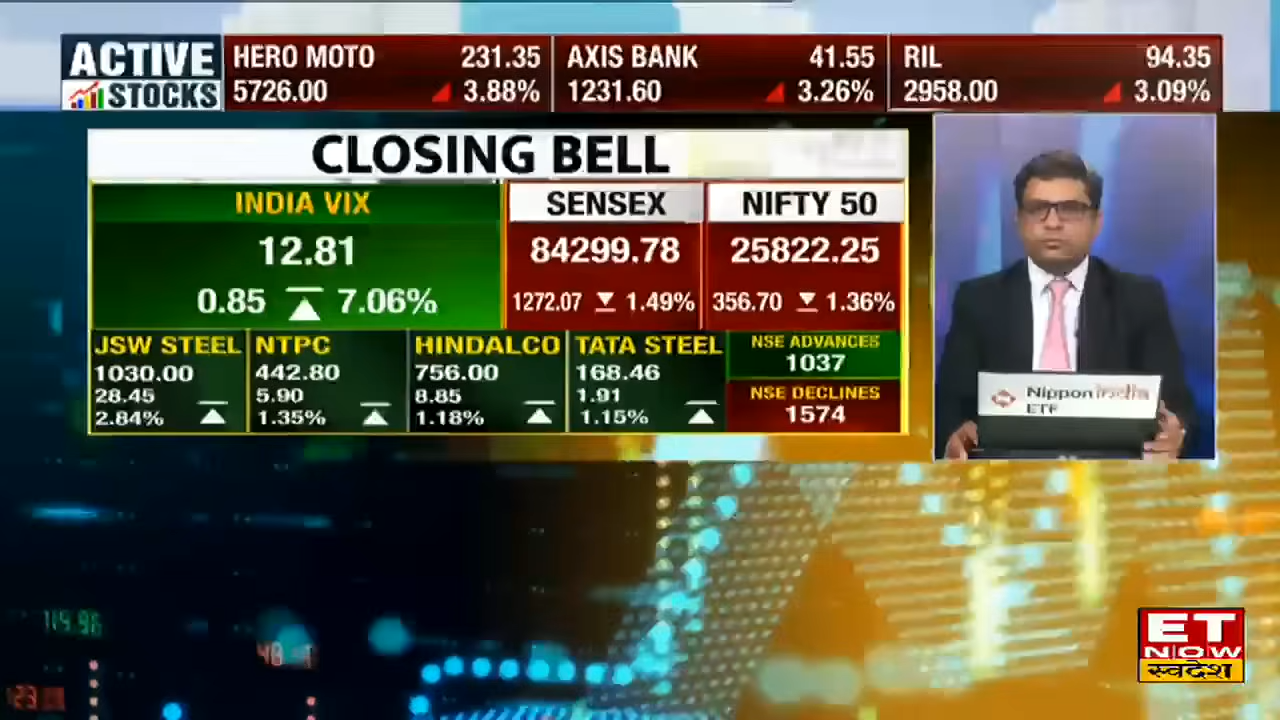 ACTIVE
STOCKS
HERO MOTO 231.35
5726.00 3.88%
AXIS BANK 41.55
1231.60 3.26%
RIL 94.35
2958.00 3.09%
CLOSING BELL
INDIA VIX
12.81
0.85 7.06%
SENSEX
84299.78
1272.07 1.49%
NIFTY 50
25822.25
356.70 1.36%
JSW STEEL
1030.00
28.45
2.84%
NTPC
442.80
5.90
1.35%
HINDALCO
756.00
8.85
1.18%
TATA STEEL
168.46
1.91
1.15%
NSE ADVANCES
1037
NSE DECLINES
1574
Nippon india
ETF
ET
NOW
स्वदेश